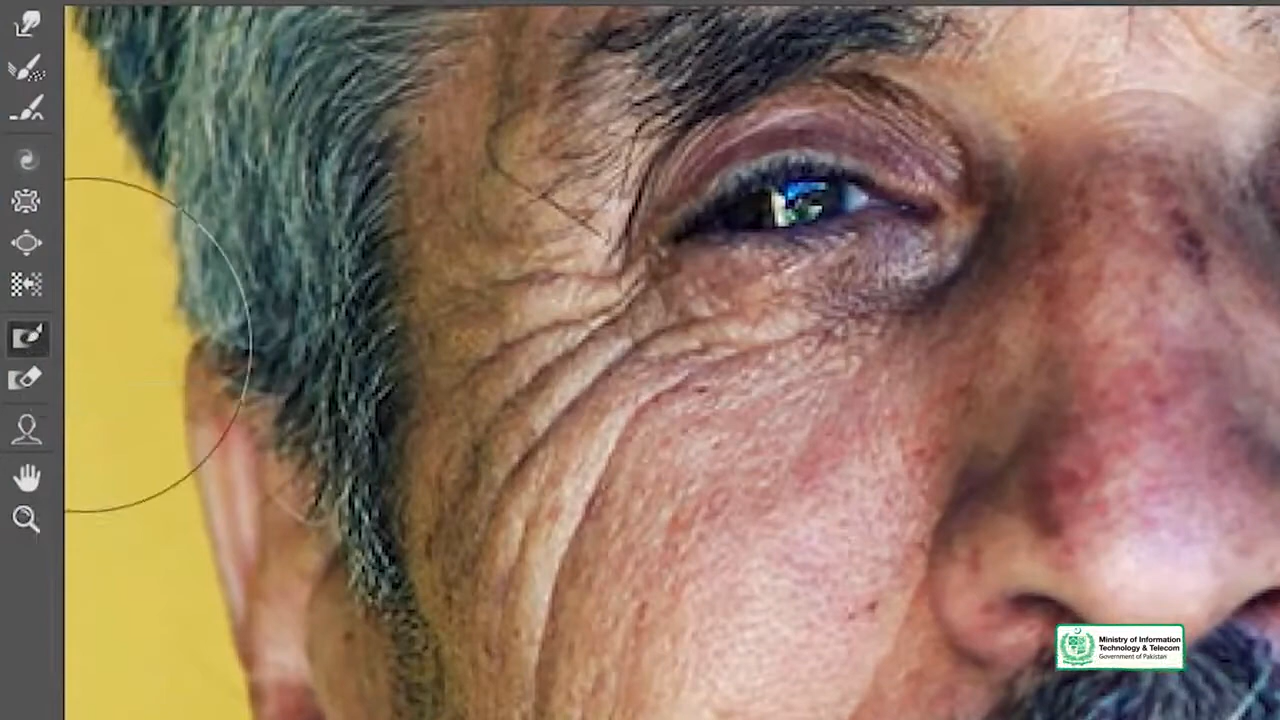 Ministry of Information
Technology & Telecom
Government of Pakistan